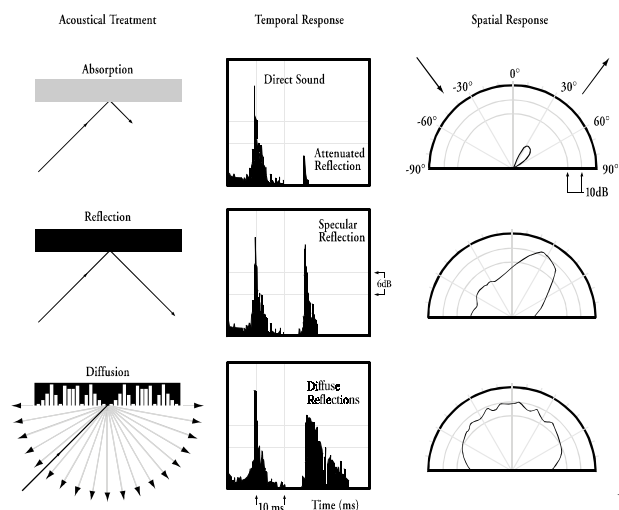 Acoustical Treatment
Temporal Response
Spatial Response
Absorption
Direct Sound
Attenuated
Reflection
-90°
-60°
-30°
0°
30°
60°
90°
10dB
Reflection
Specular
Reflection
6dB
Diffusion
Diffuse
Reflections
10 ms
Time (ms)